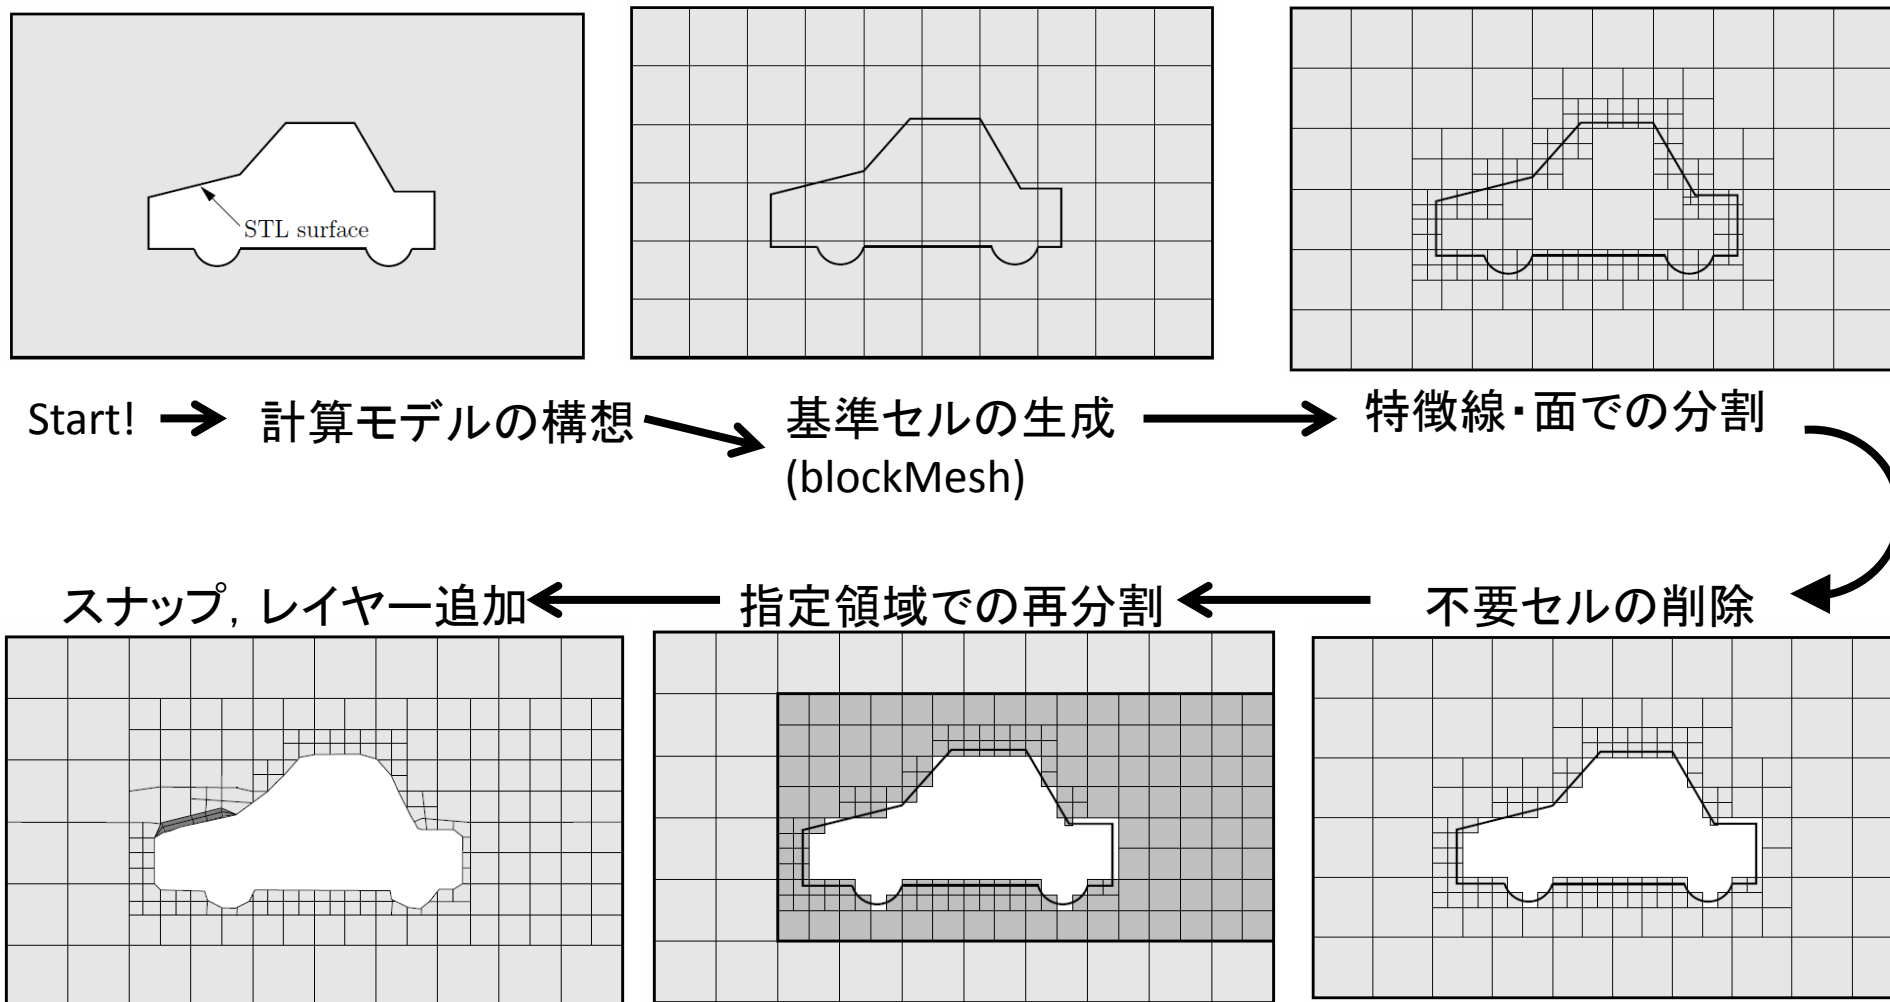 STL surface
Start!
計算モデルの構想
基準セルの生成
(blockMesh)
特徴線・面での分割
不要セルの削除
指定領域での再分割
スナップ, レイヤー追加